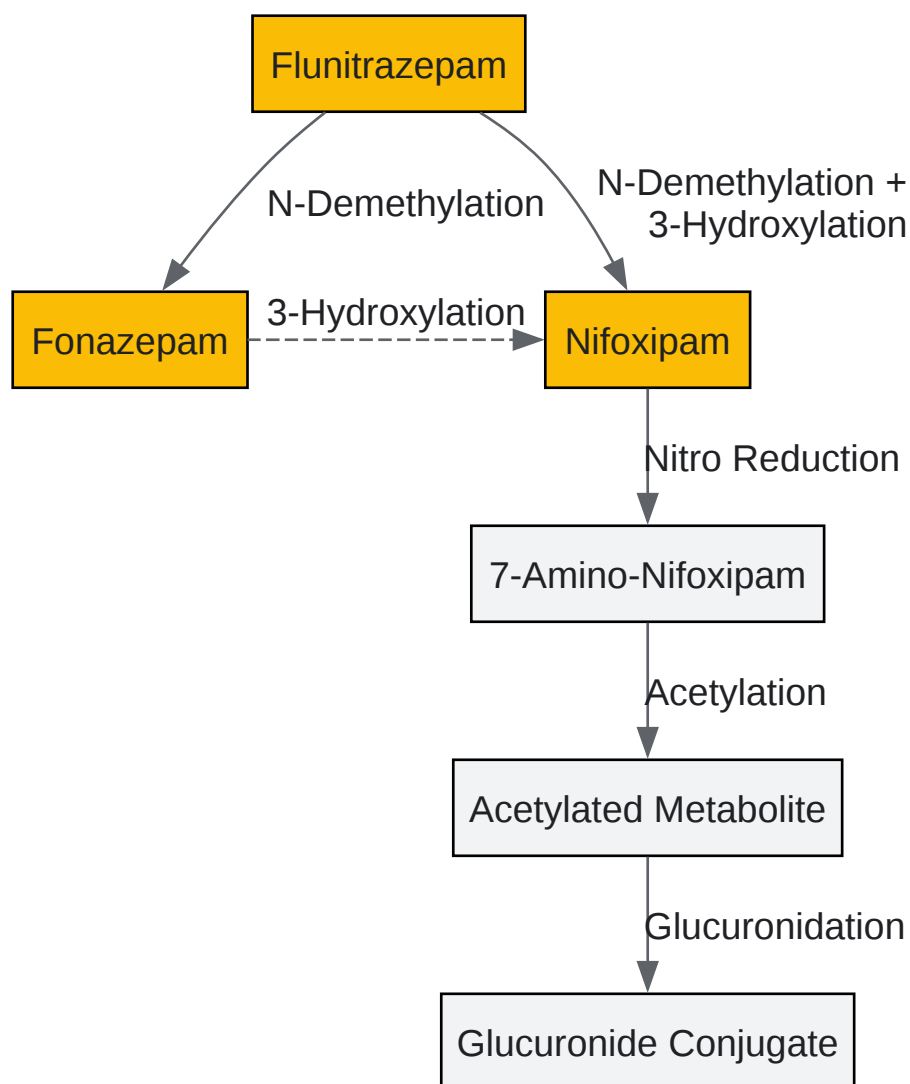 Flunitrazepam
N-Demethylation
N-Demethylation +
3-Hydroxylation
Fonazepam
3-Hydroxylation
Nifoxipam
Nitro Reduction
7-Amino-Nifoxipam
Acetylation
Acetylated Metabolite
Glucuronidation
Glucuronide Conjugate